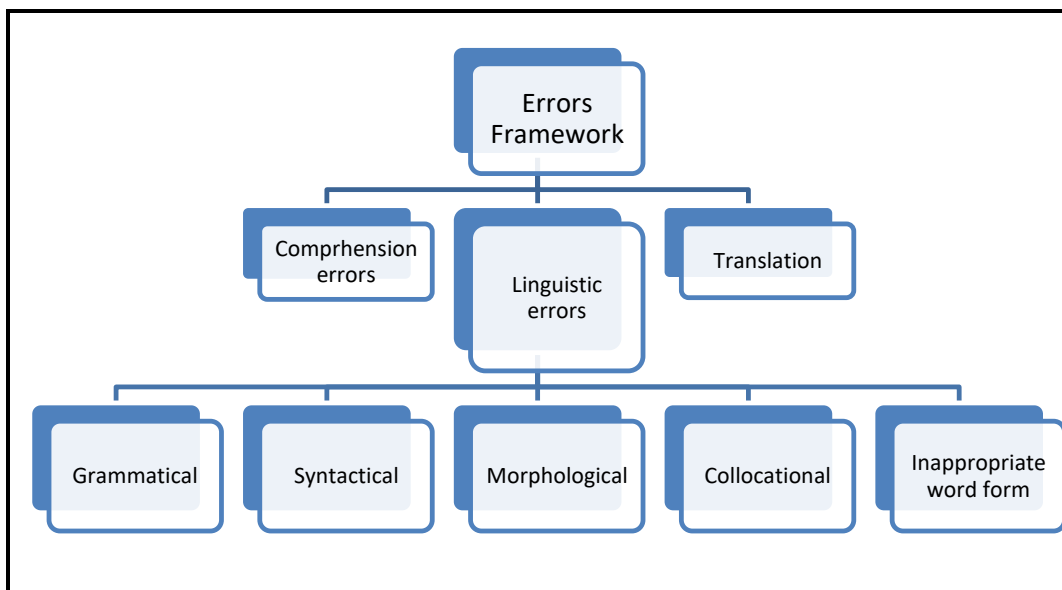 Errors
Framework
Comprhension
errors
Linguistic
errors
Translation
Grammatical
Syntactical
Morphological
Collocational
Inappropriate
word form